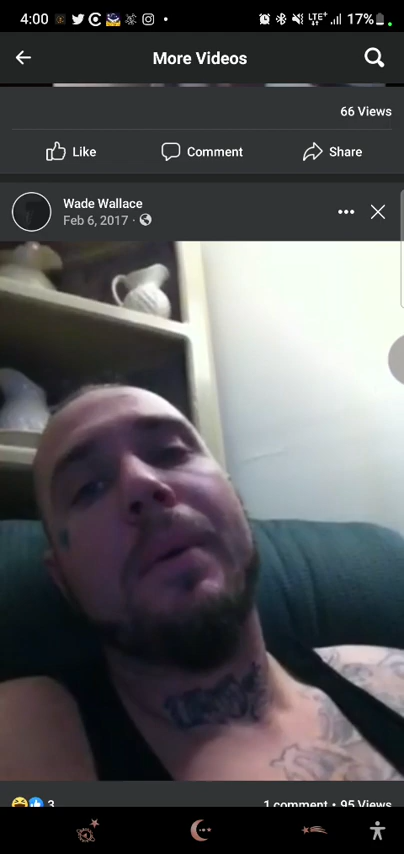 4:00 LTE+ 17%
More Videos
66 Views
Like Comment Share
Wade Wallace
Feb 6, 2017
3 1 comment • 95 Views